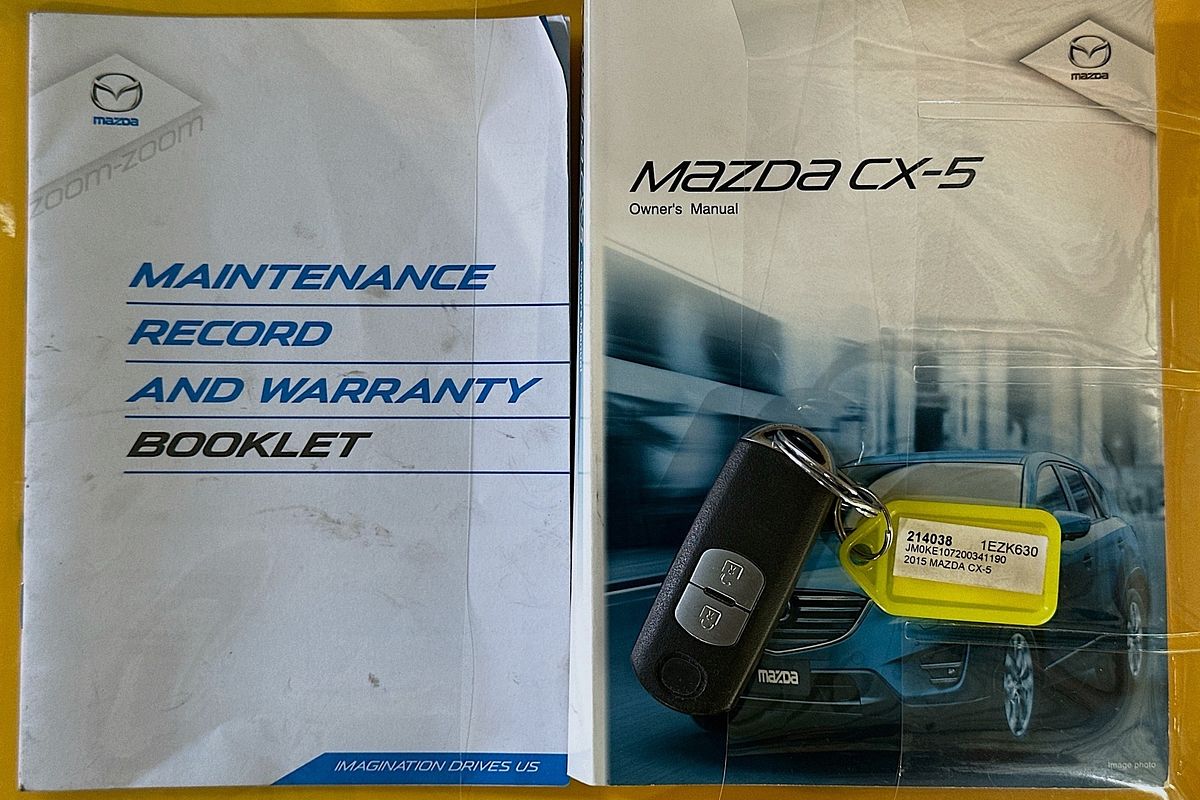 mazda
zoom-zoom
MAINTENANCE
RECORD
AND WARRANTY
BOOKLET
IMAGINATION DRIVES US
mazda
mazda CX-5
Owner's Manual
214038 1EZK630
JM0KE107200341190
2015 MAZDA CX-5
mazda
Image photo